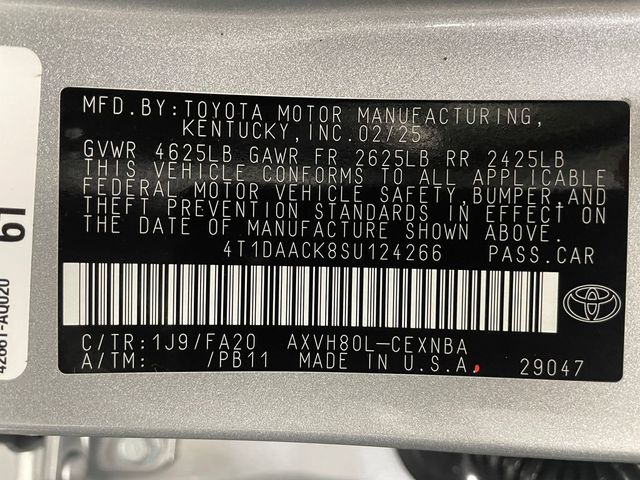 MFD.BY:TOYOTA MOTOR MANUFACTURING,
KENTUCKY,INC.02/25
GVWR 4625LB GAWR FR 2625LB RR 2425LB
THIS VEHICLE CONFORMS TO ALL APPLICABLE
FEDERAL MOTOR VEHICLE SAFETY,BUMPER,AND
THEFT PREVENTION STANDARDS IN EFFECT ON
THE DATE OF MANUFACTURE SHOWN ABOVE.
4T1DAACK8SU124266 PASS.CAR
C/TR:1J9/FA20 AXVH80L-CEXNBA
A/TM: /PB11 MADE IN U.S.A. 29047